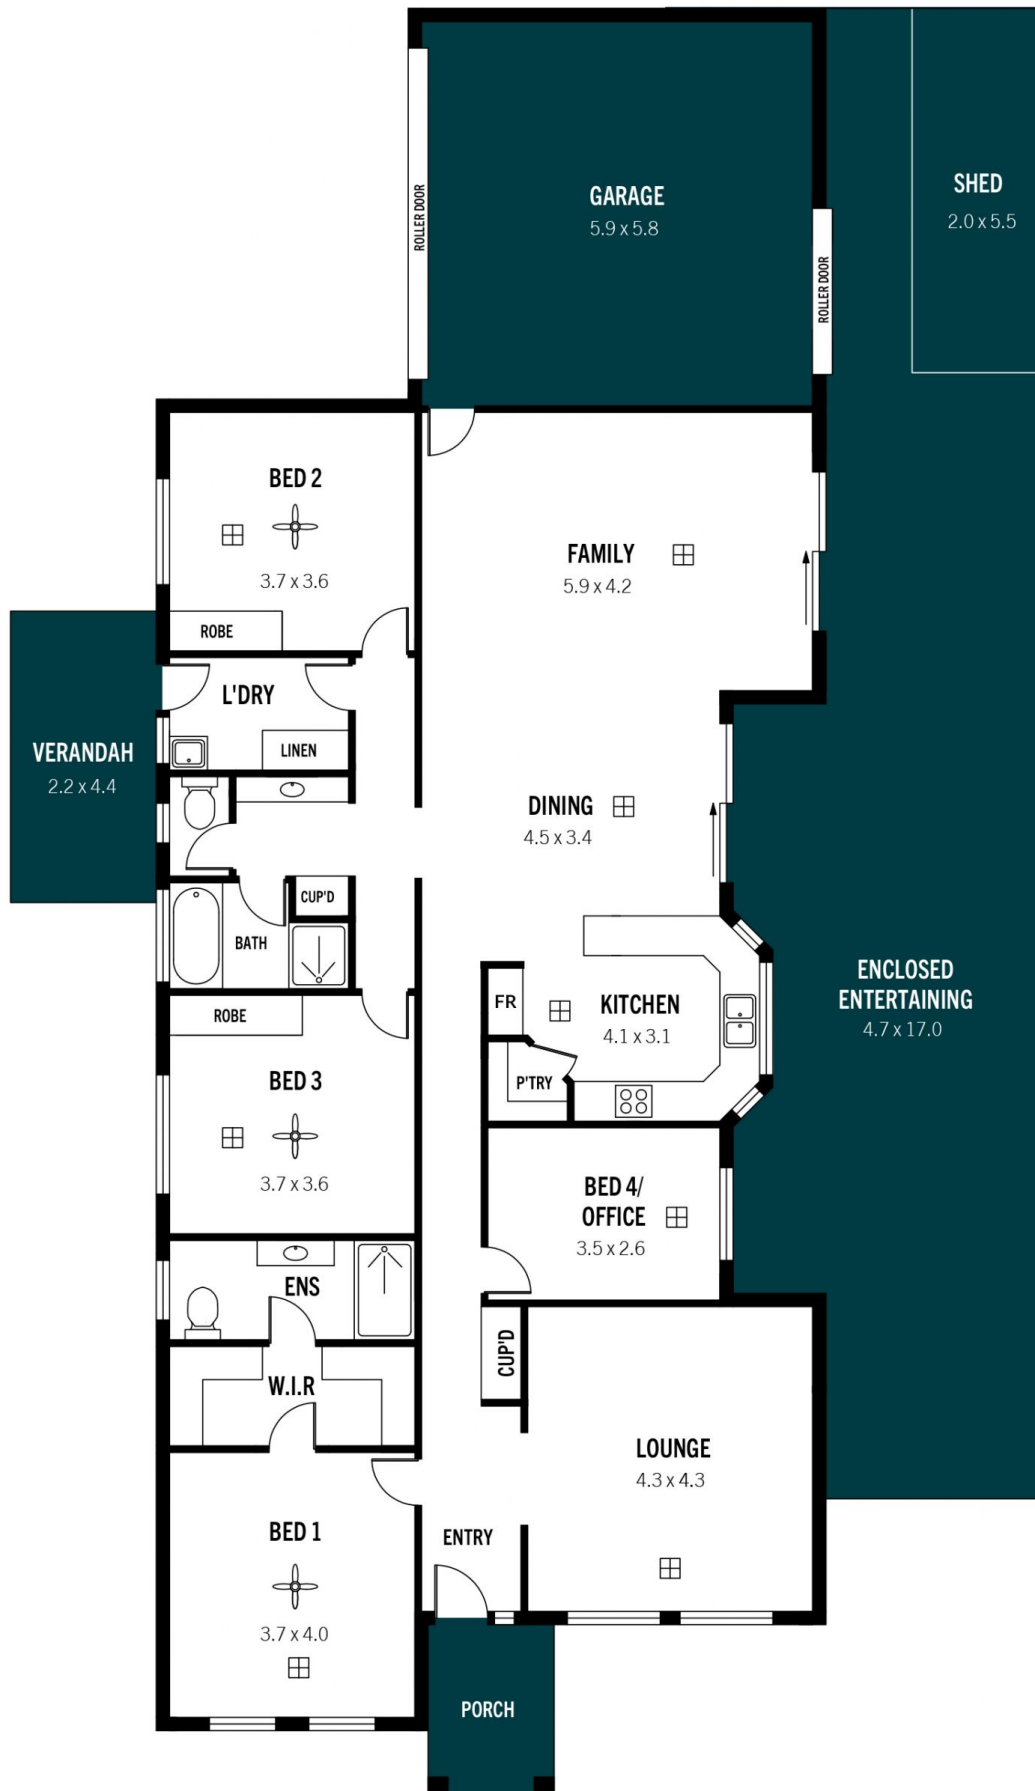 GARAGE
5.9 x 5.8
ROLLER DOOR
ROLLER DOOR
SHED
2.0 x 5.5
BED 2
3.7 x 3.6
ROBE
FAMILY
5.9 x 4.2
L'DRY
LINEN
VERANDAH
2.2 x 4.4
DINING
4.5 x 3.4
CUP'D
BATH
ENCLOSED
ENTERTAINING
4.7 x 17.0
FR
KITCHEN
4.1 x 3.1
P'TRY
ROBE
BED 3
3.7 x 3.6
BED 4/
OFFICE
3.5 x 2.6
ENS
CUP'D
W.I.R
LOUNGE
4.3 x 4.3
BED 1
3.7 x 4.0
ENTRY
PORCH